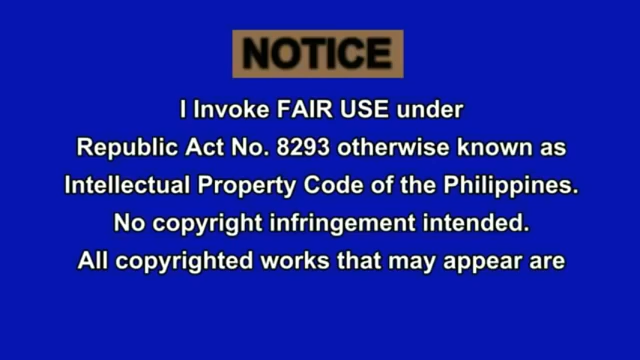 NOTICE
I Invoke FAIR USE under
Republic Act No. 8293 otherwise known as
Intellectual Property Code of the Philippines.
No copyright infringement intended.
All copyrighted works that may appear are